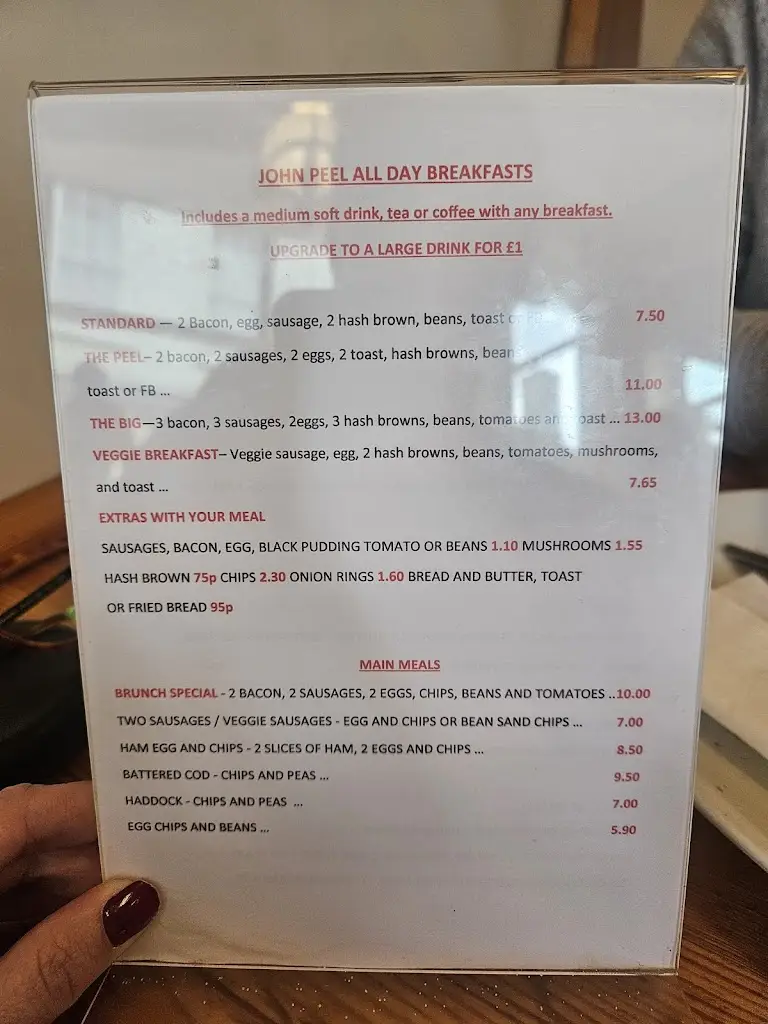 JOHN PEEL ALL DAY BREAKFASTS
Includes a medium soft drink, tea or coffee with any breakfast.
UPGRADE TO A LARGE DRINK FOR £1
STANDARD — 2 Bacon, egg, sausage, 2 hash brown, beans, toast or FB 7.50
THE PEEL– 2 bacon, 2 sausages, 2 eggs, 2 toast, hash browns, beans
toast or FB ... 11.00
THE BIG—3 bacon, 3 sausages, 2eggs, 3 hash browns, beans, tomatoes and toast ... 13.00
VEGGIE BREAKFAST– Veggie sausage, egg, 2 hash browns, beans, tomatoes, mushrooms,
and toast ... 7.65
EXTRAS WITH YOUR MEAL
SAUSAGES, BACON, EGG, BLACK PUDDING TOMATO OR BEANS 1.10 MUSHROOMS 1.55
HASH BROWN 75p CHIPS 2.30 ONION RINGS 1.60 BREAD AND BUTTER, TOAST
OR FRIED BREAD 95p
MAIN MEALS
BRUNCH SPECIAL - 2 BACON, 2 SAUSAGES, 2 EGGS, CHIPS, BEANS AND TOMATOES ..10.00
TWO SAUSAGES / VEGGIE SAUSAGES - EGG AND CHIPS OR BEAN SAND CHIPS ... 7.00
HAM EGG AND CHIPS - 2 SLICES OF HAM, 2 EGGS AND CHIPS ... 8.50
BATTERED COD - CHIPS AND PEAS ... 9.50
HADDOCK - CHIPS AND PEAS ... 7.00
EGG CHIPS AND BEANS ... 5.90